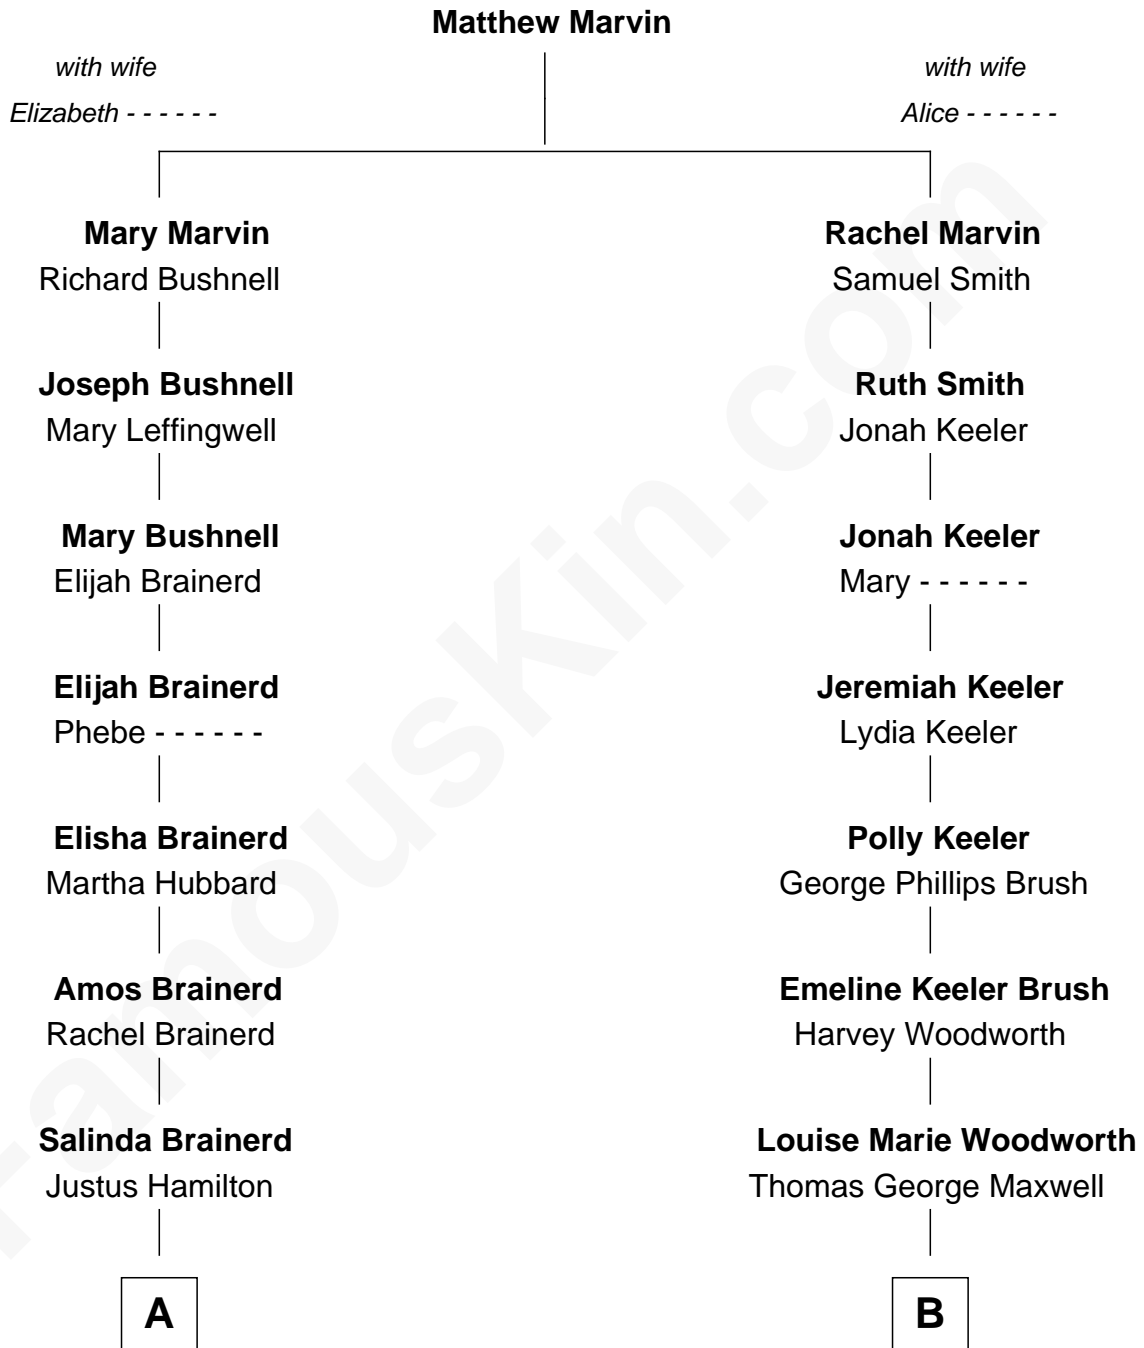 Matthew Marvin
with wife
Elizabeth - - - - - -
with wife
Alice - - - - - -
Mary Marvin
Richard Bushnell
Rachel Marvin
Samuel Smith
Joseph Bushnell
Mary Leffingwell
Ruth Smith
Jonah Keeler
Mary Bushnell
Elijah Brainerd
Jonah Keeler
Mary - - - - - -
Elijah Brainerd
Phebe - - - - - -
Jeremiah Keeler
Lydia Keeler
Elisha Brainerd
Martha Hubbard
Polly Keeler
George Phillips Brush
Amos Brainerd
Rachel Brainerd
Emeline Keeler Brush
Harvey Woodworth
Salinda Brainerd
Justus Hamilton
Louise Marie Woodworth
Thomas George Maxwell
A
B
FamousKin.com